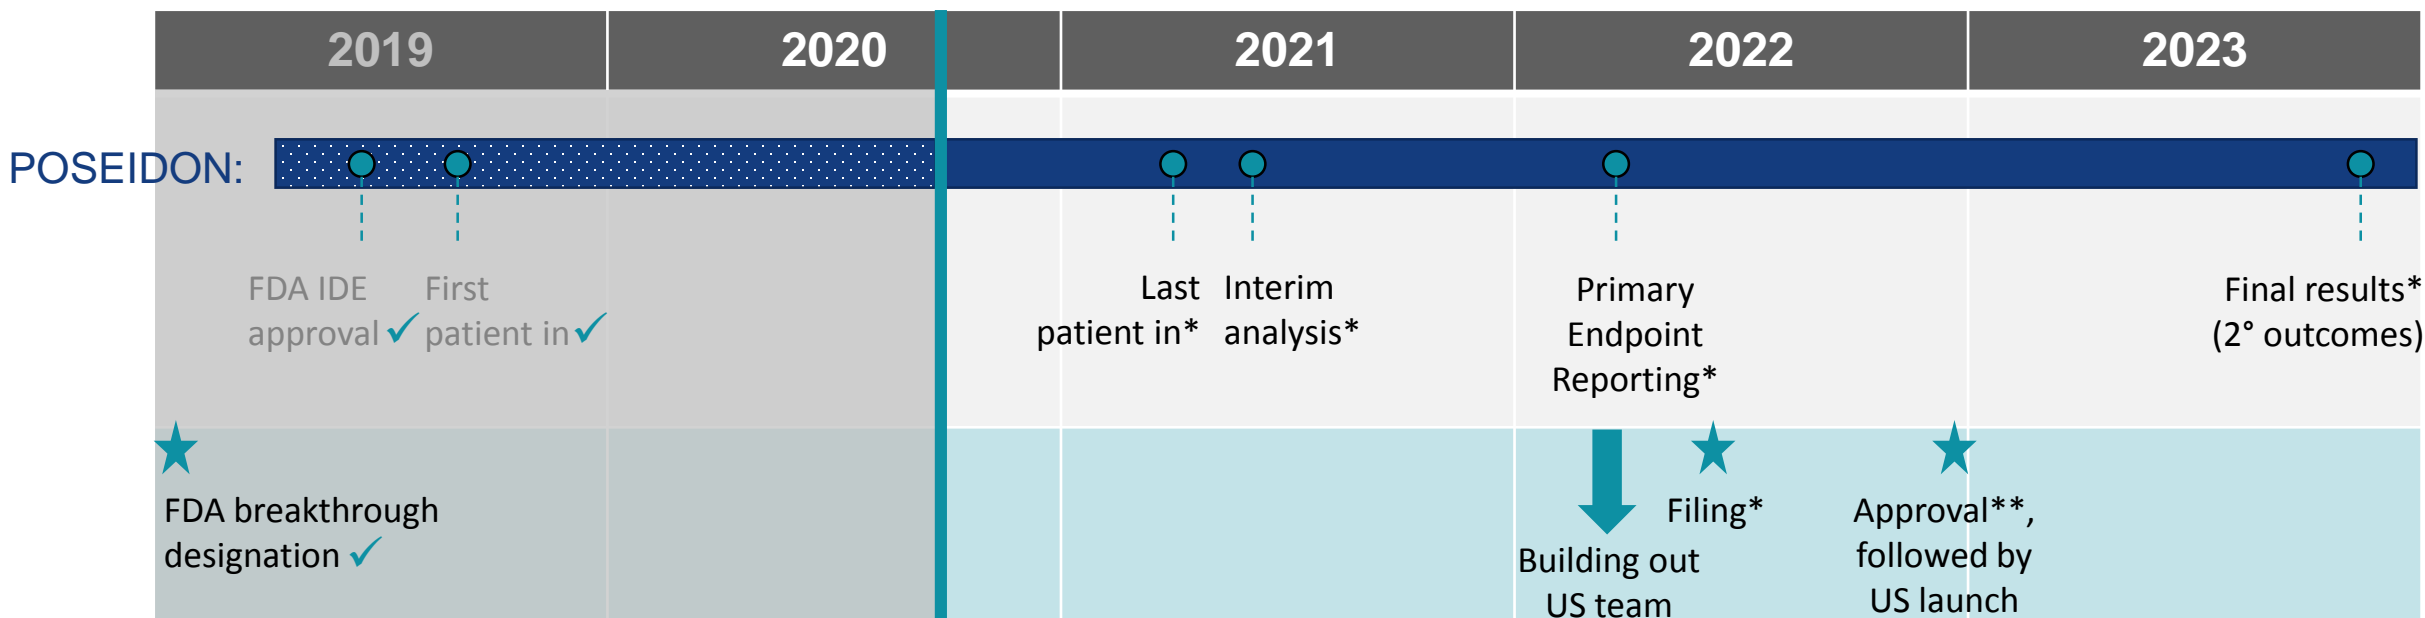 2019 2020 2021 2022 2023
POSEIDON:
FDA IDE
approval ✓
First
patient in ✓
Last
patient in*
Interim
analysis*
Primary
Endpoint
Reporting*
Final results*
(2° outcomes)
FDA breakthrough
designation ✓
Building out
US team
Filing*
Approval**,
followed by
US launch